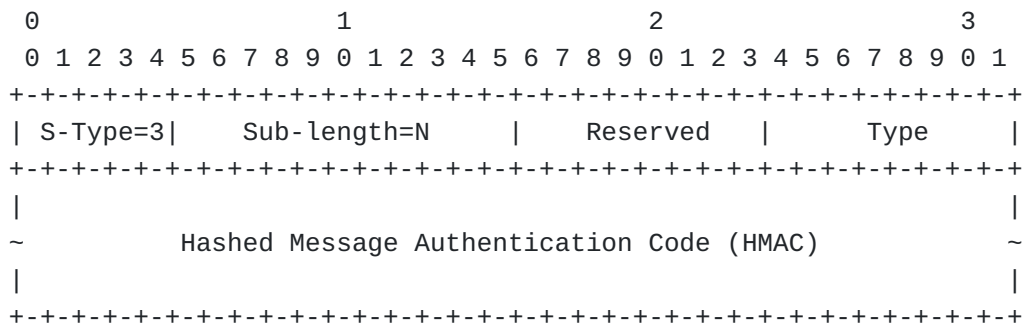 0                   1                   2                   3
 0 1 2 3 4 5 6 7 8 9 0 1 2 3 4 5 6 7 8 9 0 1 2 3 4 5 6 7 8 9 0 1
+-+-+-+-+-+-+-+-+-+-+-+-+-+-+-+-+-+-+-+-+-+-+-+-+-+-+-+-+-+-+-+-+
| S-Type=3|    Sub-length=N     |    Reserved   |      Type     |
+-+-+-+-+-+-+-+-+-+-+-+-+-+-+-+-+-+-+-+-+-+-+-+-+-+-+-+-+-+-+-+-+
|                                                               |
~          Hashed Message Authentication Code (HMAC)            ~
|                                                               |
+-+-+-+-+-+-+-+-+-+-+-+-+-+-+-+-+-+-+-+-+-+-+-+-+-+-+-+-+-+-+-+-+